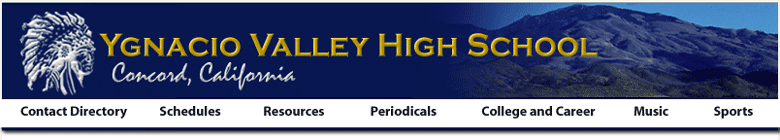 YGNACIO VALLEY HIGH SCHOOL
Concord, California
Contact Directory Schedules Resources Periodicals College and Career Music Sports